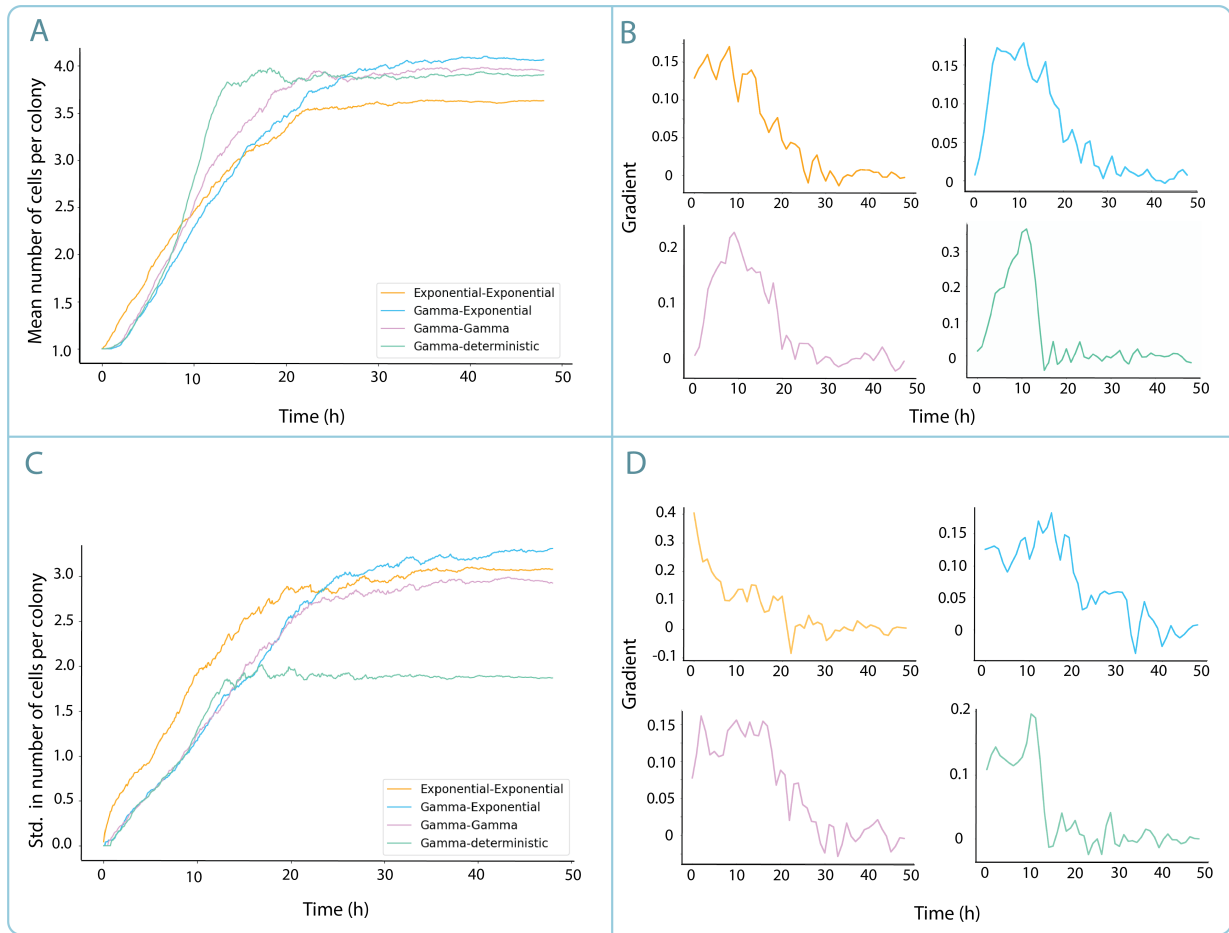 A
Mean number of cells per colony
4.0
3.5
3.0
2.5
2.0
1.5
1.0
0 10 20 30 40 50
Time (h)
Exponential-Exponential
Gamma-Exponential
Gamma-Gamma
Gamma-deterministic
B
Gradient
0.15
0.10
0.05
0
0 10 20 30 40 50
0.15
0.10
0.05
0
0 10 20 30 40 50
0.2
0.1
0
0 10 20 30 40 50
0.3
0.2
0.1
0
0 10 20 30 40 50
Time (h)
C
Std. in number of cells per colony
3.0
2.5
2.0
1.5
1.0
0.5
0.0
0 10 20 30 40 50
Time (h)
Exponential-Exponential
Gamma-Exponential
Gamma-Gamma
Gamma-deterministic
D
Gradient
0.4
0.3
0.2
0.1
0
-0.1
0 10 20 30 40 50
0.15
0.10
0.05
0
0 10 20 30 40 50
0.15
0.10
0.05
0
0 10 20 30 40 50
0.2
0.1
0
0 10 20 30 40 50
Time (h)